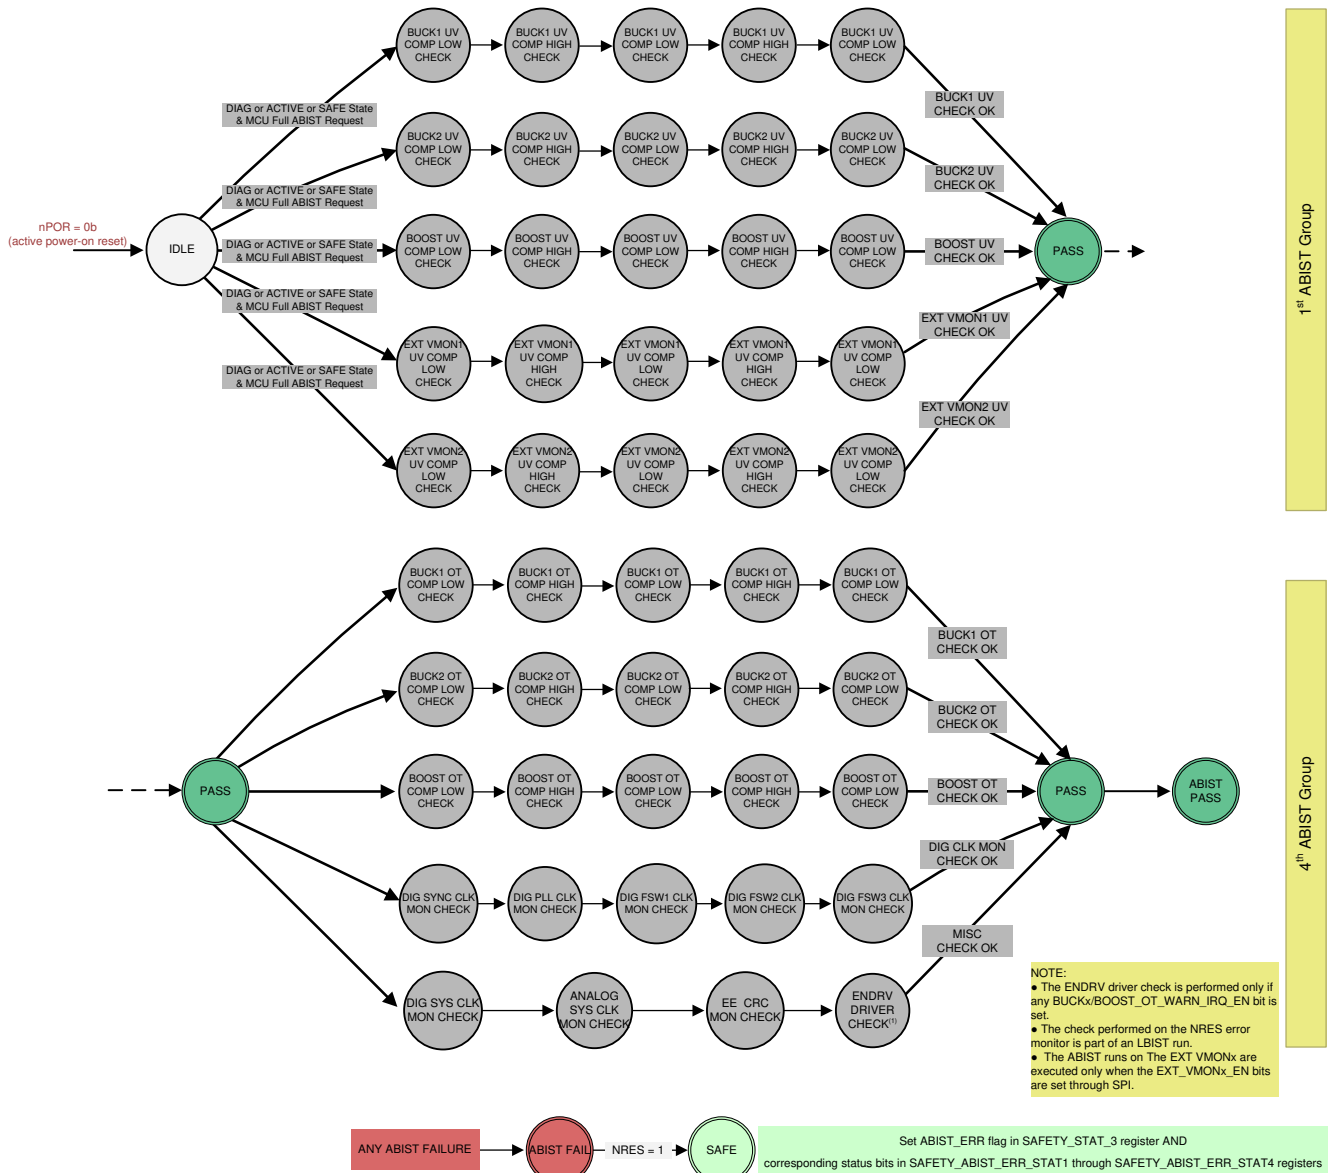 BUCK1 UV
COMP LOW
CHECK
BUCK1 UV
COMP HIGH
CHECK
BUCK1 UV
COMP LOW
CHECK
BUCK1 UV
COMP HIGH
CHECK
BUCK1 UV
COMP LOW
CHECK
DIAG or ACTIVE or SAFE State
& MCU Full ABIST Request
BUCK1 UV
CHECK OK
BUCK2 UV
COMP LOW
CHECK
BUCK2 UV
COMP HIGH
CHECK
BUCK2 UV
COMP LOW
CHECK
BUCK2 UV
COMP HIGH
CHECK
BUCK2 UV
COMP LOW
CHECK
DIAG or ACTIVE or SAFE State
& MCU Full ABIST Request
BUCK2 UV
CHECK OK
nPOR = 0b
(active power-on reset)
IDLE
DIAG or ACTIVE or SAFE State
& MCU Full ABIST Request
BOOST UV
COMP LOW
CHECK
BOOST UV
COMP HIGH
CHECK
BOOST UV
COMP LOW
CHECK
BOOST UV
COMP HIGH
CHECK
BOOST UV
COMP LOW
CHECK
BOOST UV
CHECK OK
PASS
1st ABIST Group
DIAG or ACTIVE or SAFE State
& MCU Full ABIST Request
EXT VMON1
UV COMP
LOW
CHECK
EXT VMON1
UV COMP
HIGH
CHECK
EXT VMON1
UV COMP
LOW
CHECK
EXT VMON1
UV COMP
HIGH
CHECK
EXT VMON1
UV COMP
LOW
CHECK
EXT VMON1 UV
CHECK OK
DIAG or ACTIVE or SAFE State
& MCU Full ABIST Request
EXT VMON2
UV COMP
LOW
CHECK
EXT VMON2
UV COMP
HIGH
CHECK
EXT VMON2
UV COMP
LOW
CHECK
EXT VMON2
UV COMP
HIGH
CHECK
EXT VMON2
UV COMP
LOW
CHECK
EXT VMON2 UV
CHECK OK
BUCK1 OT
COMP LOW
CHECK
BUCK1 OT
COMP HIGH
CHECK
BUCK1 OT
COMP LOW
CHECK
BUCK1 OT
COMP HIGH
CHECK
BUCK1 OT
COMP LOW
CHECK
BUCK1 OT
CHECK OK
BUCK2 OT
COMP LOW
CHECK
BUCK2 OT
COMP HIGH
CHECK
BUCK2 OT
COMP LOW
CHECK
BUCK2 OT
COMP HIGH
CHECK
BUCK2 OT
COMP LOW
CHECK
BUCK2 OT
CHECK OK
PASS
BOOST OT
COMP LOW
CHECK
BOOST OT
COMP HIGH
CHECK
BOOST OT
COMP LOW
CHECK
BOOST OT
COMP HIGH
CHECK
BOOST OT
COMP LOW
CHECK
BOOST OT
CHECK OK
PASS
ABIST
PASS
4th ABIST Group
DIG SYNC CLK
MON CHECK
DIG PLL CLK
MON CHECK
DIG FSW1 CLK
MON CHECK
DIG FSW2 CLK
MON CHECK
DIG FSW3 CLK
MON CHECK
DIG CLK MON
CHECK OK
DIG SYS CLK
MON CHECK
ANALOG
SYS CLK
MON CHECK
EE CRC
MON CHECK
ENDRV
DRIVER
CHECK(1)
MISC
CHECK OK
NOTE:
● The ENDRV driver check is performed only if
any BUCKx/BOOST_OT_WARN_IRQ_EN bit is
set.
● The check performed on the NRES error
monitor is part of an LBIST run.
● The ABIST runs on The EXT VMONx are
executed only when the EXT_VMONx_EN bits
are set through SPI.
ANY ABIST FAILURE
ABIST FAIL
NRES = 1
SAFE
Set ABIST_ERR flag in SAFETY_STAT_3 register AND
corresponding status bits in SAFETY_ABIST_ERR_STAT1 through SAFETY_ABIST_ERR_STAT4 registers